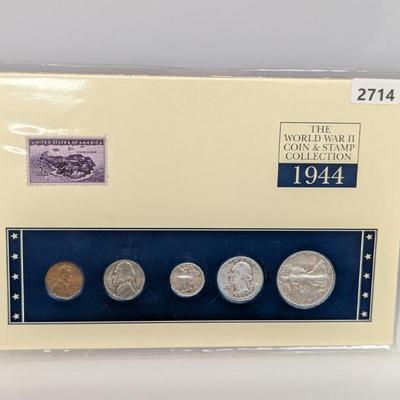 2714
UNITED STATES OF AMERICA
THE
WORLD WAR II
COIN & STAMP
COLLECTION
1944